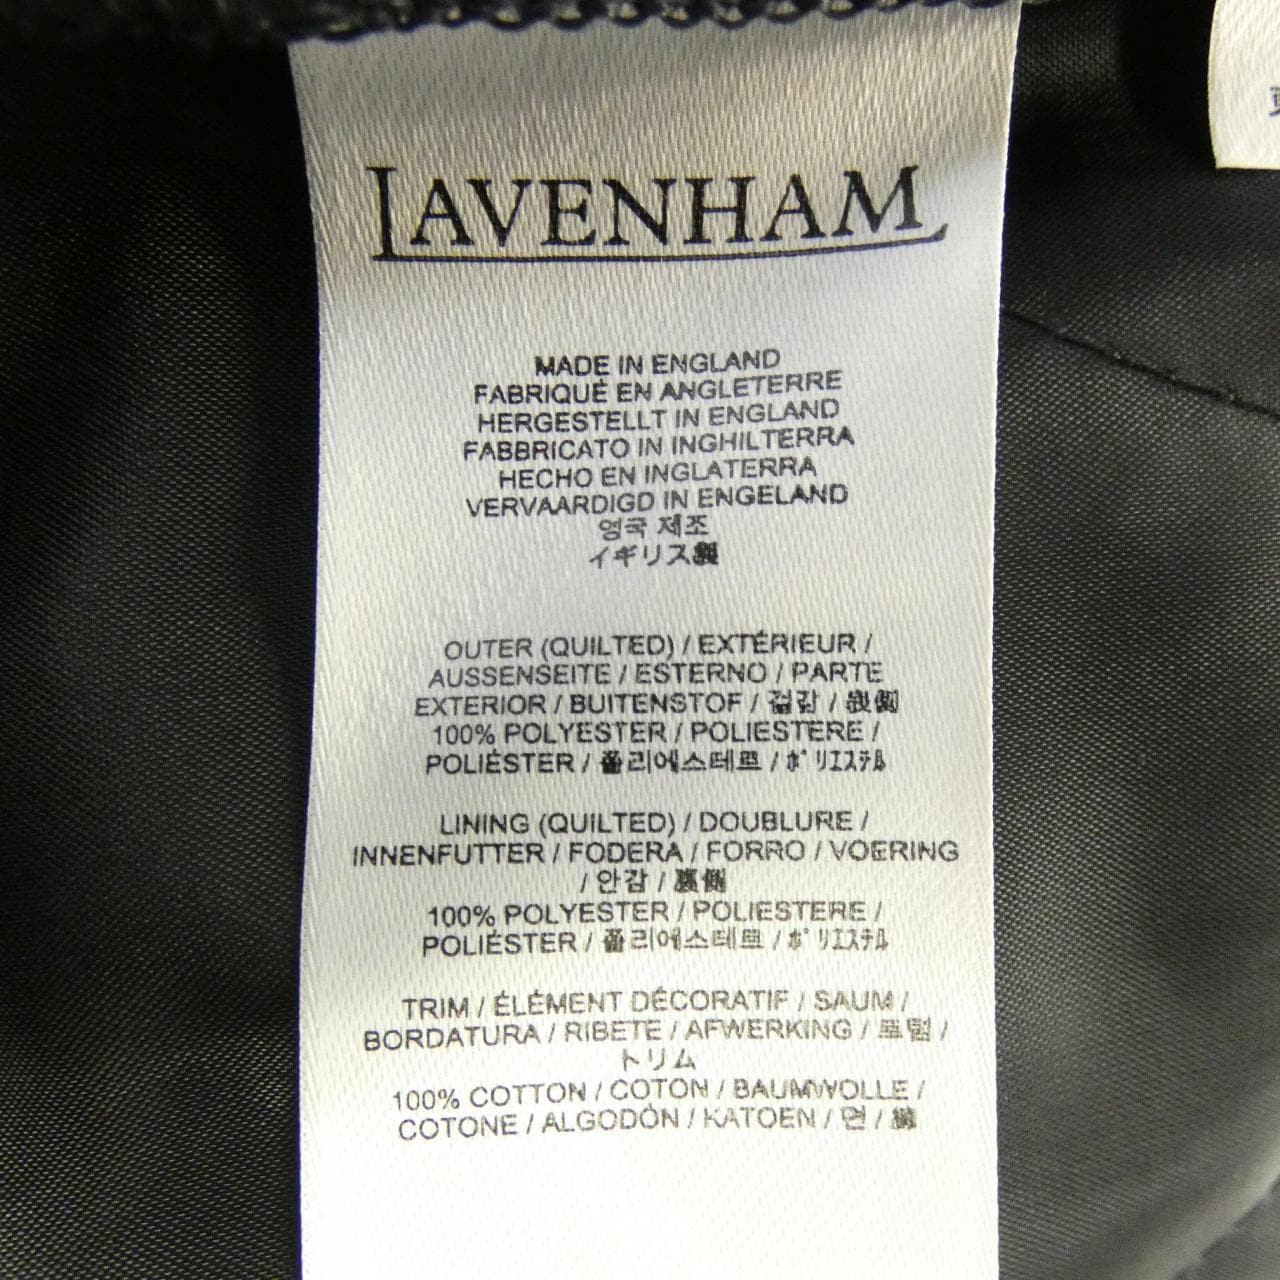 LAVENHAM
MADE IN ENGLAND
FABRIQUÉ EN ANGLETERRE
HERGESTELLT IN ENGLAND
FABBRICATO IN INGHILTERRA
HECHO EN INGLATERRA
VERVAARDIGD IN ENGELAND
영국 제조
イギリス製
OUTER (QUILTED) / EXTÉRIEUR /
AUSSENSEITE / ESTERNO / PARTE
EXTERIOR / BUITENSTOF / 겉감 / 表側
100% POLYESTER / POLIESTERE /
POLIÉSTER / 폴리에스테르 / ポリエステル
LINING (QUILTED) / DOUBLURE /
INNENFUTTER / FODERA / FORRO / VOERING
/ 안감 / 裏側
100% POLYESTER / POLIESTERE /
POLIÉSTER / 폴리에스테르 / ポリエステル
TRIM / ÉLÉMENT DÉCORATIF / SAUM /
BORDATURA / RIBETE / AFWERKING / 트림 /
トリム
100% COTTON / COTON / BAUMWOLLE /
COTONE / ALGODÓN / KATOEN / 면 / 綿